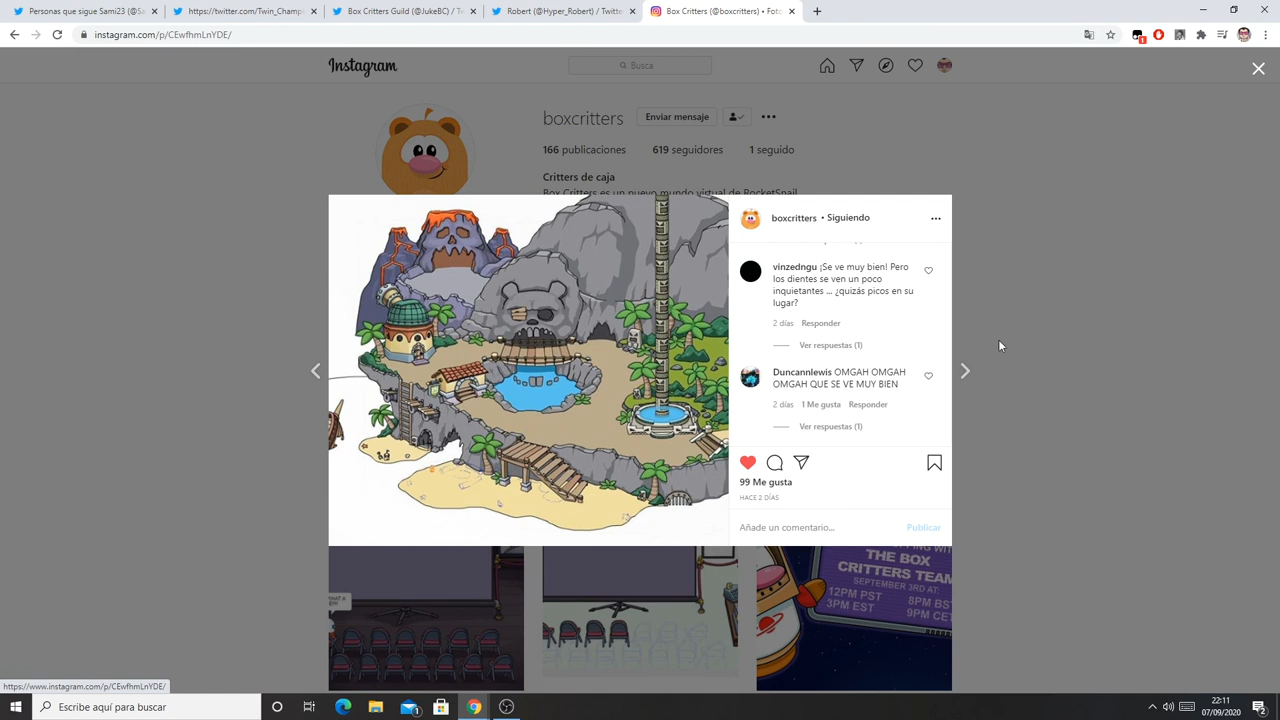 Personas que sigue Sami23 (@Sa
https://twitter.com/Twin_Champ
Box Critters Guild (@JukeBC) / Tw
Robert (@Hyper_Robert) / Twitte
Box Critters (@boxcritters) • Foto
instagram.com/p/CEwfhmLnYDE/
1
Instagram
Busca
boxcritters
Enviar mensaje
166 publicaciones 619 seguidores 1 seguido
Critters de caja
Box Critters es un nuevo mundo virtual de RocketSnail
boxcritters • Siguiendo
vinzedngu ¡Se ve muy bien! Pero
los dientes se ven un poco
inquietantes ... ¿quizás picos en su
lugar?
2 días Responder
Ver respuestas (1)
Duncannlewis OMGAH OMGAH
OMGAH QUE SE VE MUY BIEN
2 días 1 Me gusta Responder
Ver respuestas (1)
99 Me gusta
HACE 2 DÍAS
Añade un comentario... Publicar
THE BOX
CRITTERS TEAM
SEPTEMBER 3RD AT:
12PM PST 8PM BS
3PM EST 9PM CET
https://www.instagram.com/p/CEwfhmLnYDE/
Escribe aquí para buscar
1
22:11
07/09/2020
2